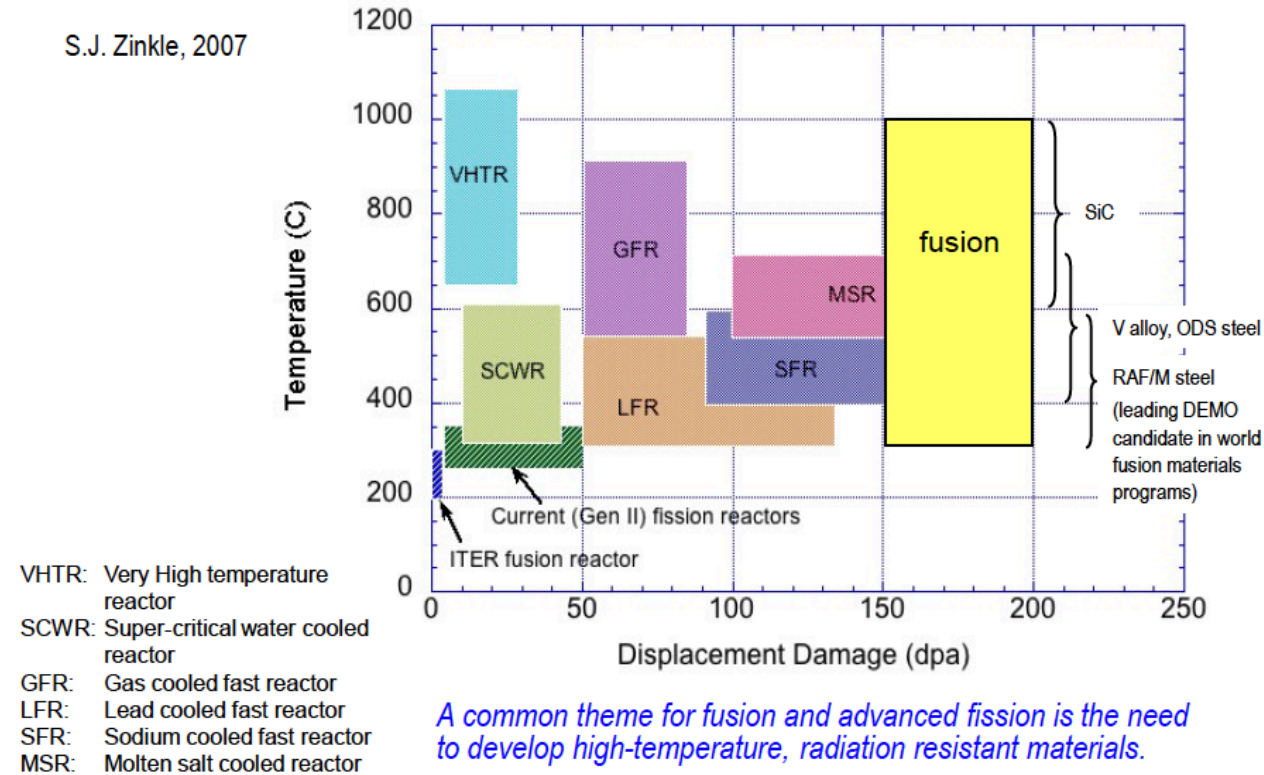 S.J. Zinkle, 2007
1200
1000
800
600
400
200
0
Temperature (C)
VHTR
GFR
fusion
MSR
SCWR
SFR
LFR
SiC
V alloy, ODS steel
RAF/M steel
(leading DEMO
candidate in world
fusion materials
programs)
Current (Gen II) fission reactors
ITER fusion reactor
0 50 100 150 200 250
Displacement Damage (dpa)
VHTR: Very High temperature
reactor
SCWR: Super-critical water cooled
reactor
GFR: Gas cooled fast reactor
LFR: Lead cooled fast reactor
SFR: Sodium cooled fast reactor
MSR: Molten salt cooled reactor
A common theme for fusion and advanced fission is the need
to develop high-temperature, radiation resistant materials.